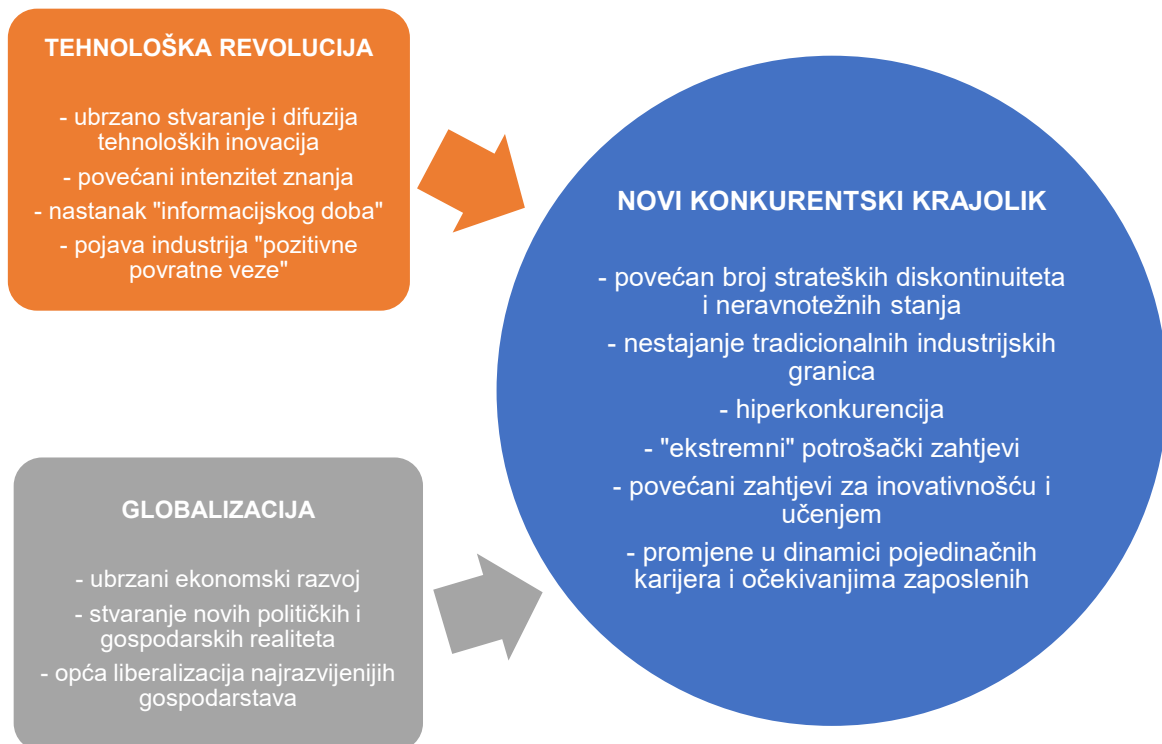 TEHNOLOŠKA REVOLUCIJA
- ubrzano stvaranje i difuzija
tehnoloških inovacija
- povećani intenzitet znanja
- nastanak "informacijskog doba"
- pojava industrija "pozitivne
povratne veze"
GLOBALIZACIJA
- ubrzani ekonomski razvoj
- stvaranje novih političkih i
gospodarskih realiteta
- opća liberalizacija najrazvijenijih
gospodarstava
NOVI KONKURENTSKI KRAJOLIK
- povećan broj strateških diskontinuiteta
i neravnotežnih stanja
- nestajanje tradicionalnih industrijskih
granica
- hiperkonkurencija
- "ekstremni" potrošački zahtjevi
- povećani zahtjevi za inovativnošću i
učenjem
- promjene u dinamici pojedinačnih
karijera i očekivanjima zaposlenih